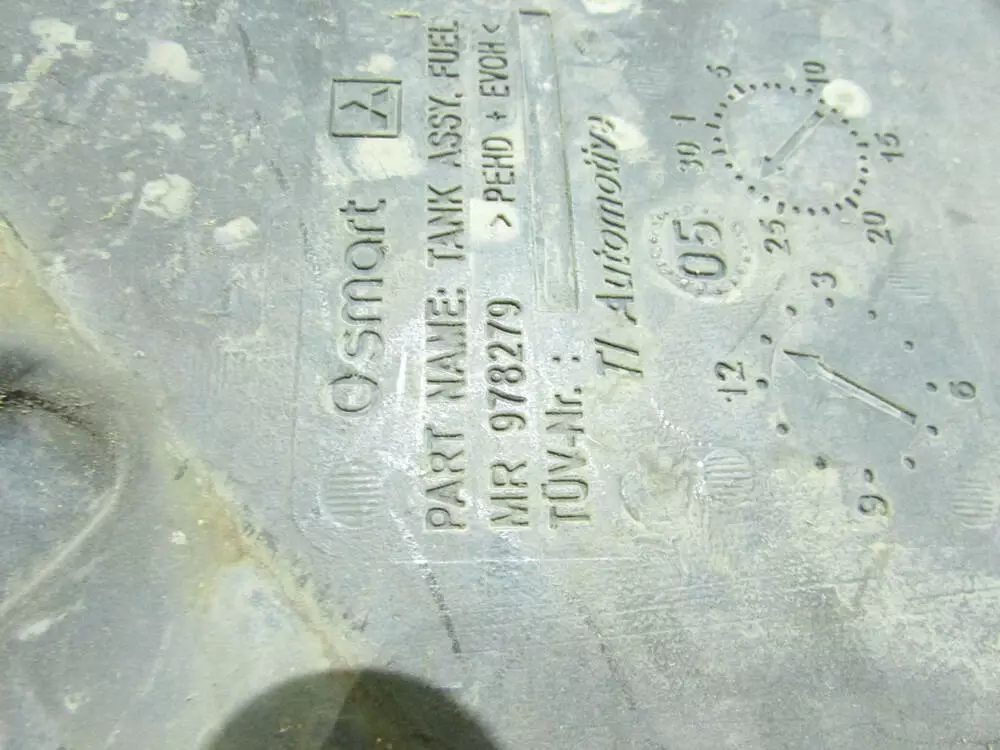 smart
PART NAME: TANK ASSY, FUEL
MR 978279 >PEHD + EVOH<
TÜV-Nr. :
TI Automotive
05
30 1 5 10 15 20 25
12 3 6 9